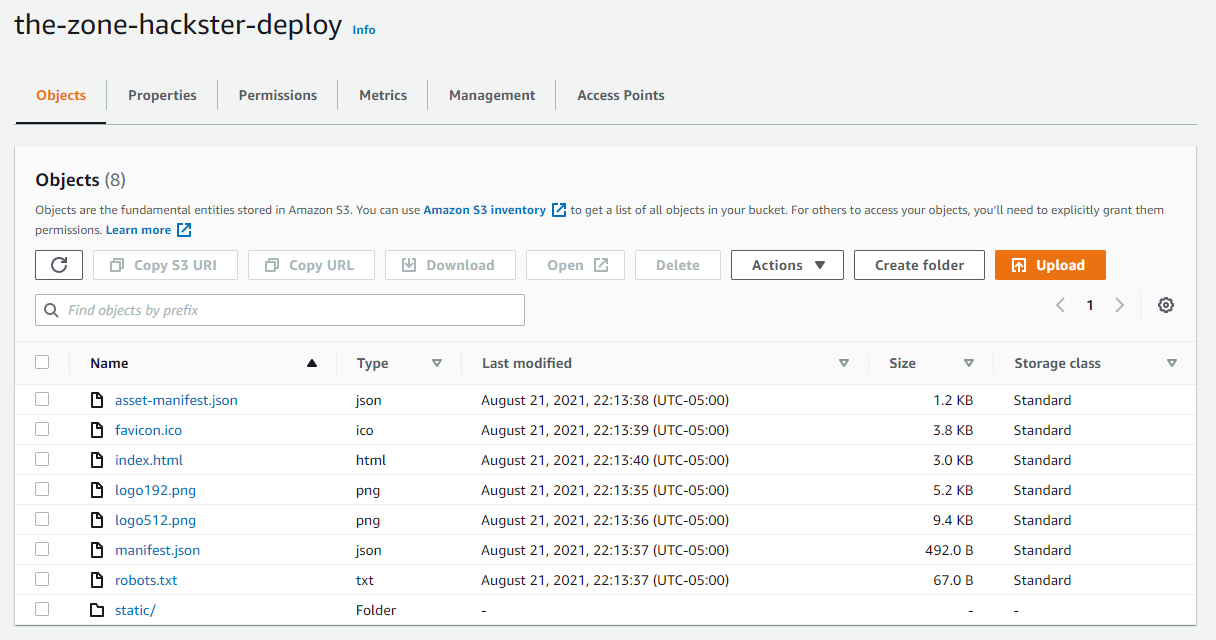 the-zone-hackster-deploy Info
Objects Properties Permissions Metrics Management Access Points
Objects (8)
Objects are the fundamental entities stored in Amazon S3. You can use Amazon S3 inventory to get a list of all objects in your bucket. For others to access your objects, you'll need to explicitly grant them
permissions. Learn more
Copy S3 URI Copy URL Download Open Delete Actions Create folder Upload
Find objects by prefix 1
Name Type Last modified Size Storage class
asset-manifest.json json August 21, 2021, 22:13:38 (UTC-05:00) 1.2 KB Standard
favicon.ico ico August 21, 2021, 22:13:39 (UTC-05:00) 3.8 KB Standard
index.html html August 21, 2021, 22:13:40 (UTC-05:00) 3.0 KB Standard
logo192.png png August 21, 2021, 22:13:35 (UTC-05:00) 5.2 KB Standard
logo512.png png August 21, 2021, 22:13:36 (UTC-05:00) 9.4 KB Standard
manifest.json json August 21, 2021, 22:13:37 (UTC-05:00) 492.0 B Standard
robots.txt txt August 21, 2021, 22:13:37 (UTC-05:00) 67.0 B Standard
static/ Folder - - -